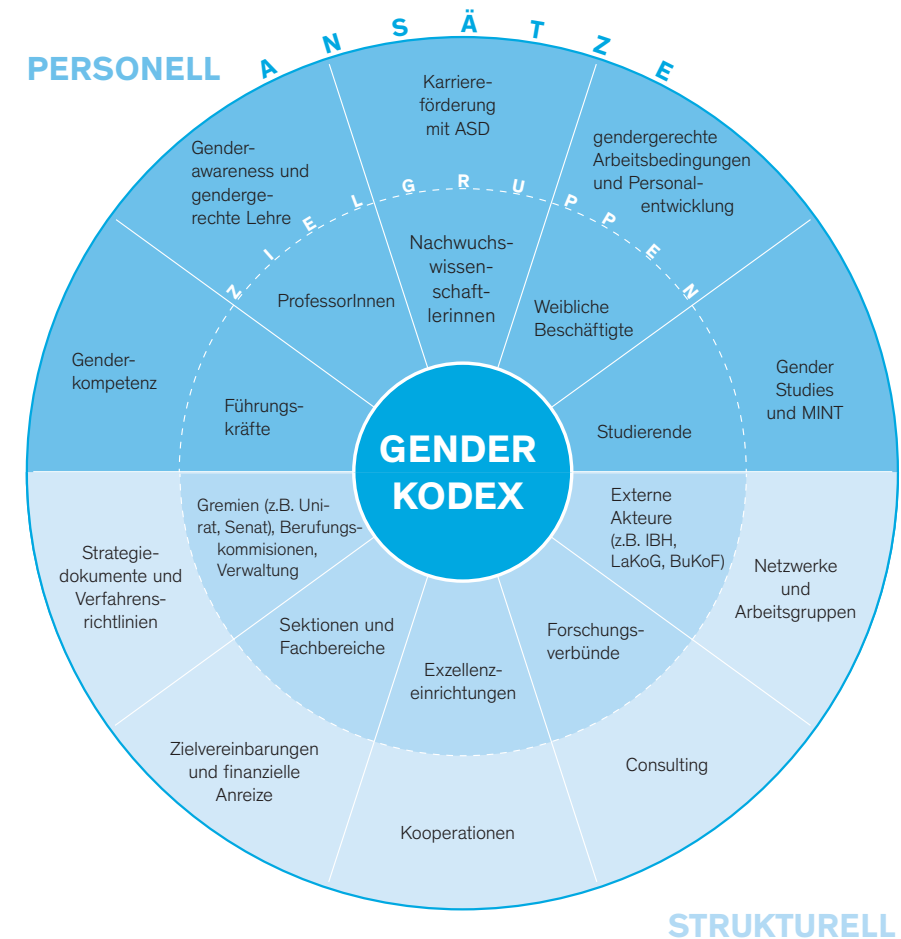 PERSONELL
ANSÄTZE
Karriere-
förderung
mit ASD
Gender-
awareness und
genderge-
rechte Lehre
gendergerechte
Arbeitsbedingungen
und Personal-
entwicklung
ZIELGRUPPEN
ProfessorInnen
Nachwuchs-
wissen-
schaft-
lerinnen
Weibliche
Beschäftigte
Gender-
kompetenz
Führungs-
kräfte
Studierende
Gender
Studies
und MINT
GENDER
KODEX
Gremien (z.B. Uni-
rat, Senat), Berufungs-
kommisionen,
Verwaltung
Externe
Akteure
(z.B. IBH,
LaKoG, BuKoF)
Strategie-
dokumente und
Verfahrens-
richtlinien
Netzwerke
und
Arbeitsgruppen
Sektionen und
Fachbereiche
Exzellenz-
einrichtungen
Forschungs-
verbünde
Zielvereinbarungen
und finanzielle
Anreize
Kooperationen
Consulting
STRUKTURELL